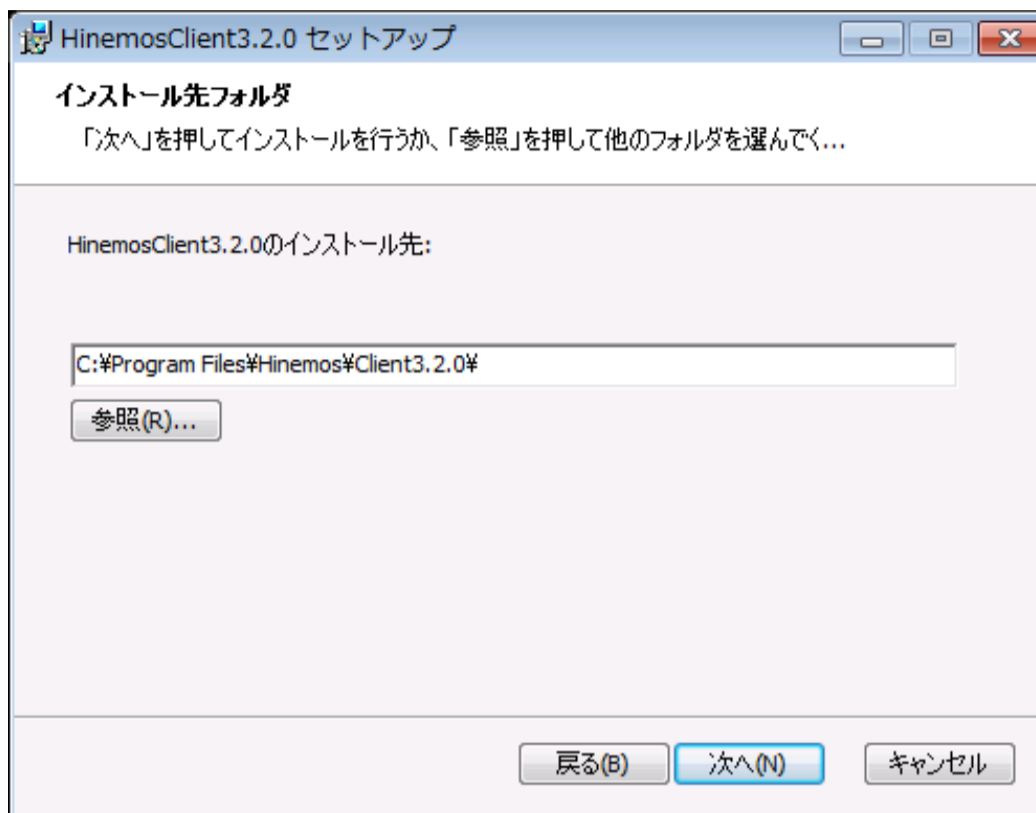 HinemosClient3.2.0 セットアップ
インストール先フォルダ
「次へ」を押してインストールを行うか、「参照」を押して他のフォルダを選んでく...
HinemosClient3.2.0のインストール先:
C:¥Program Files¥Hinemos¥Client3.2.0¥
参照(R)...
戻る(B) 次へ(N) キャンセル